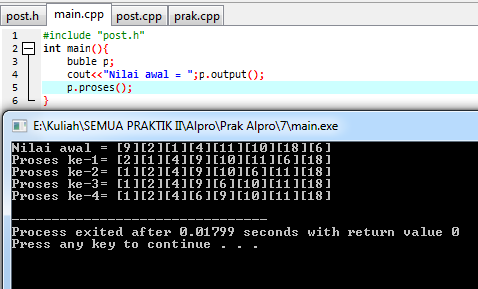 post.h main.cpp post.cpp prak.cpp
1 #include "post.h"
2 int main(){
3 buble p;
4 cout<<"Nilai awal = ";p.output();
5 p.proses();
6 }
E:\Kuliah\SEMUA PRAKTIK II\Alpro\Prak Alpro\7\main.exe
Nilai awal = [9][2][1][4][11][10][18][6]
Proses ke-1= [2][1][4][9][10][11][6][18]
Proses ke-2= [1][2][4][9][10][6][11][18]
Proses ke-3= [1][2][4][9][6][10][11][18]
Proses ke-4= [1][2][4][6][9][10][11][18]
--------------------------------
Process exited after 0.01799 seconds with return value 0
Press any key to continue . . .